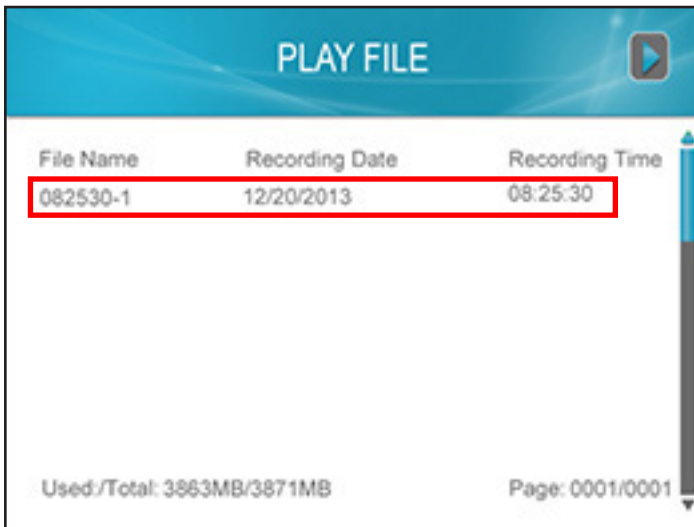 PLAY FILE
File Name Recording Date Recording Time
082530-1 12/20/2013 08:25:30
Used:/Total: 3863MB/3871MB Page: 0001/0001